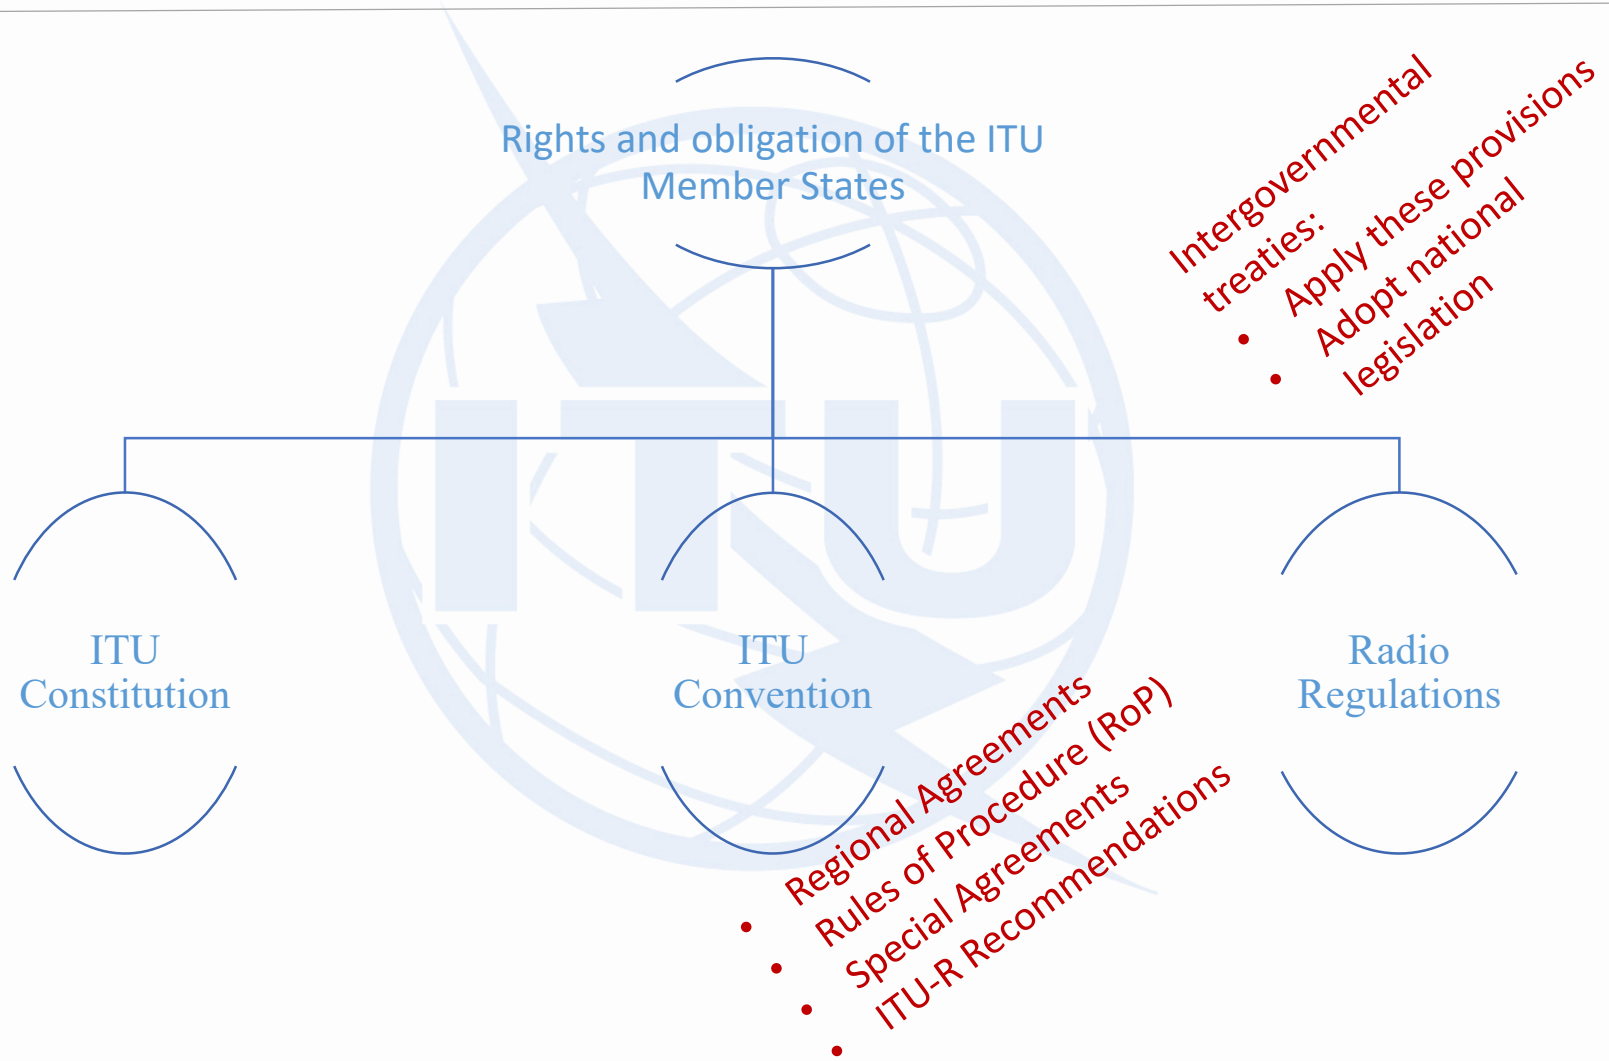 Rights and obligation of the ITU
Member States
Intergovernmental
treaties:
• Apply these provisions
• Adopt national
legislation
ITU
ITU
Constitution
ITU
Convention
Radio
Regulations
• Regional Agreements
• Rules of Procedure (RoP)
• Special Agreements
• ITU-R Recommendations